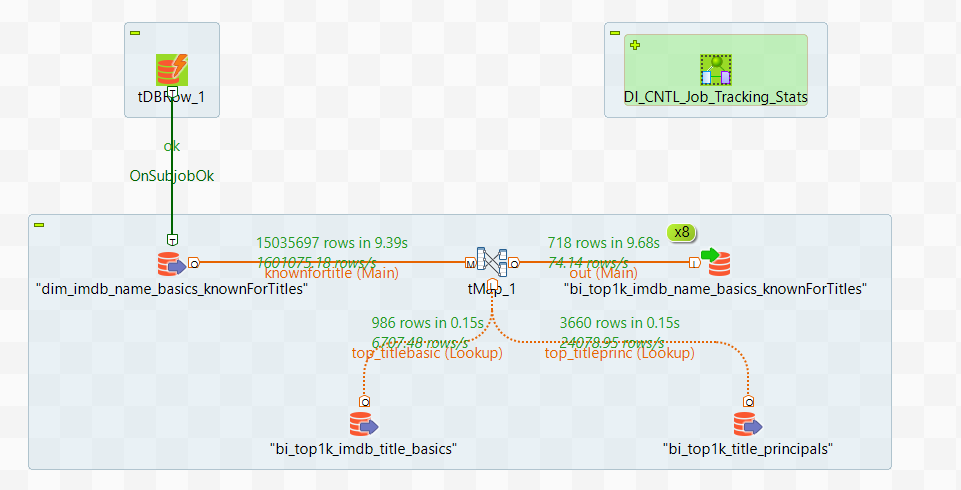 tDBRow_1
DI_CNTL_Job_Tracking_Stats
ok
OnSubjobOk
x8
15035697 rows in 9.39s
1601075.18 rows/s
knownfortitle (Main)
718 rows in 9.68s
74.14 rows/s
out (Main)
"dim_imdb_name_basics_knownForTitles"
tMap_1
"bi_top1k_imdb_name_basics_knownForTitles"
986 rows in 0.15s
6707.48 rows/s
top_titlebasic (Lookup)
3660 rows in 0.15s
24078.95 rows/s
top_titleprinc (Lookup)
"bi_top1k_imdb_title_basics"
"bi_top1k_title_principals"